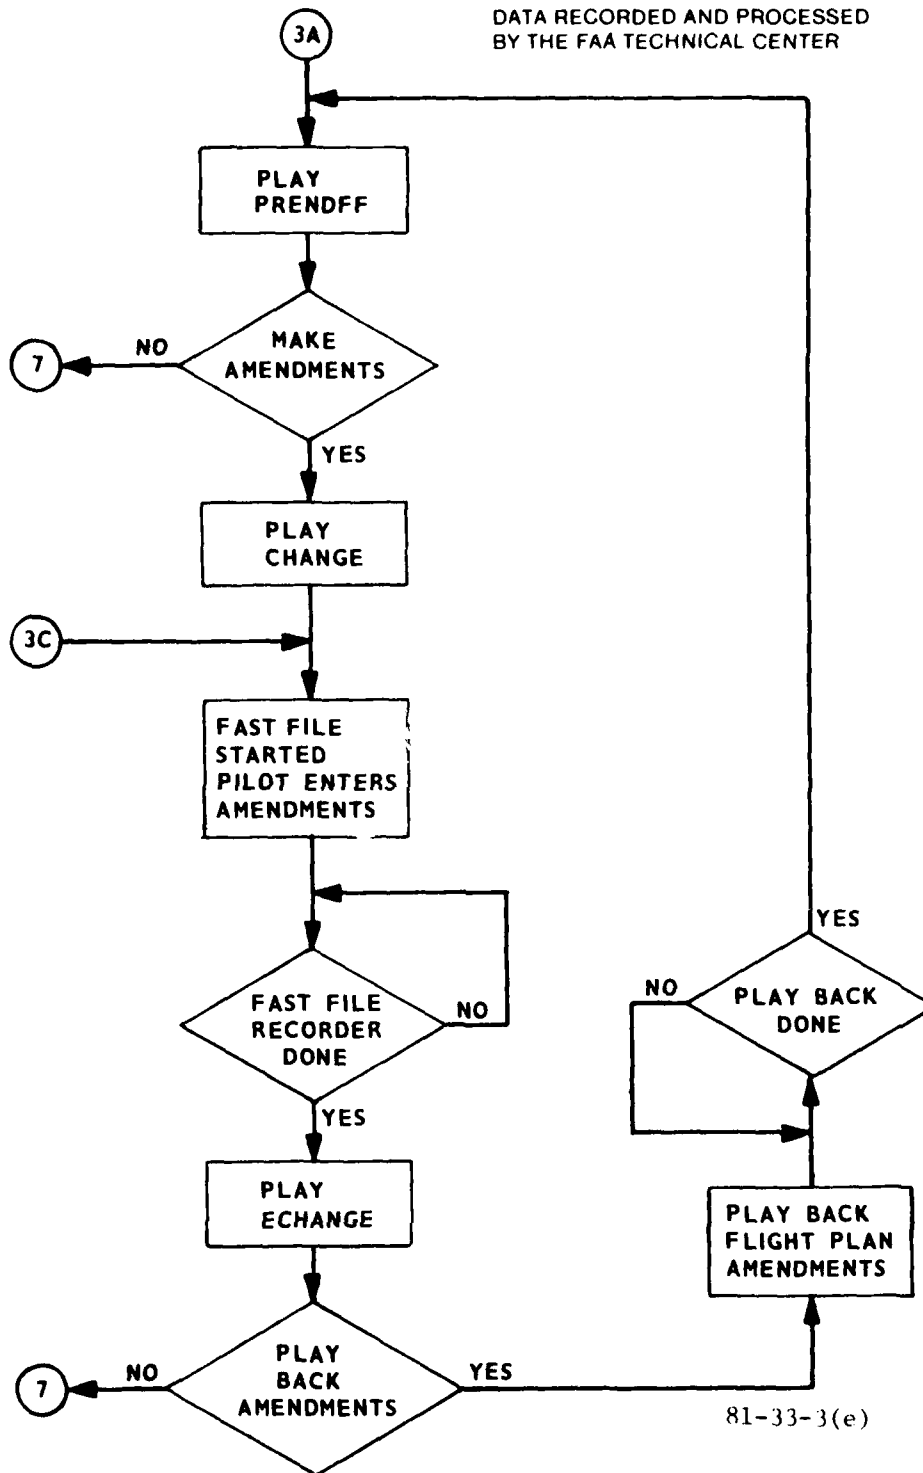 3A
DATA RECORDED AND PROCESSED
BY THE FAA TECHNICAL CENTER
PLAY
PRENDFF
MAKE
AMENDMENTS
NO
7
YES
PLAY
CHANGE
3C
FAST FILE
STARTED
PILOT ENTERS
AMENDMENTS
FAST FILE
RECORDER
DONE
NO
YES
PLAY
ECHANGE
PLAY
BACK
AMENDMENTS
NO
7
YES
PLAY BACK
FLIGHT PLAN
AMENDMENTS
PLAY BACK
DONE
NO
YES
81-33-3(e)